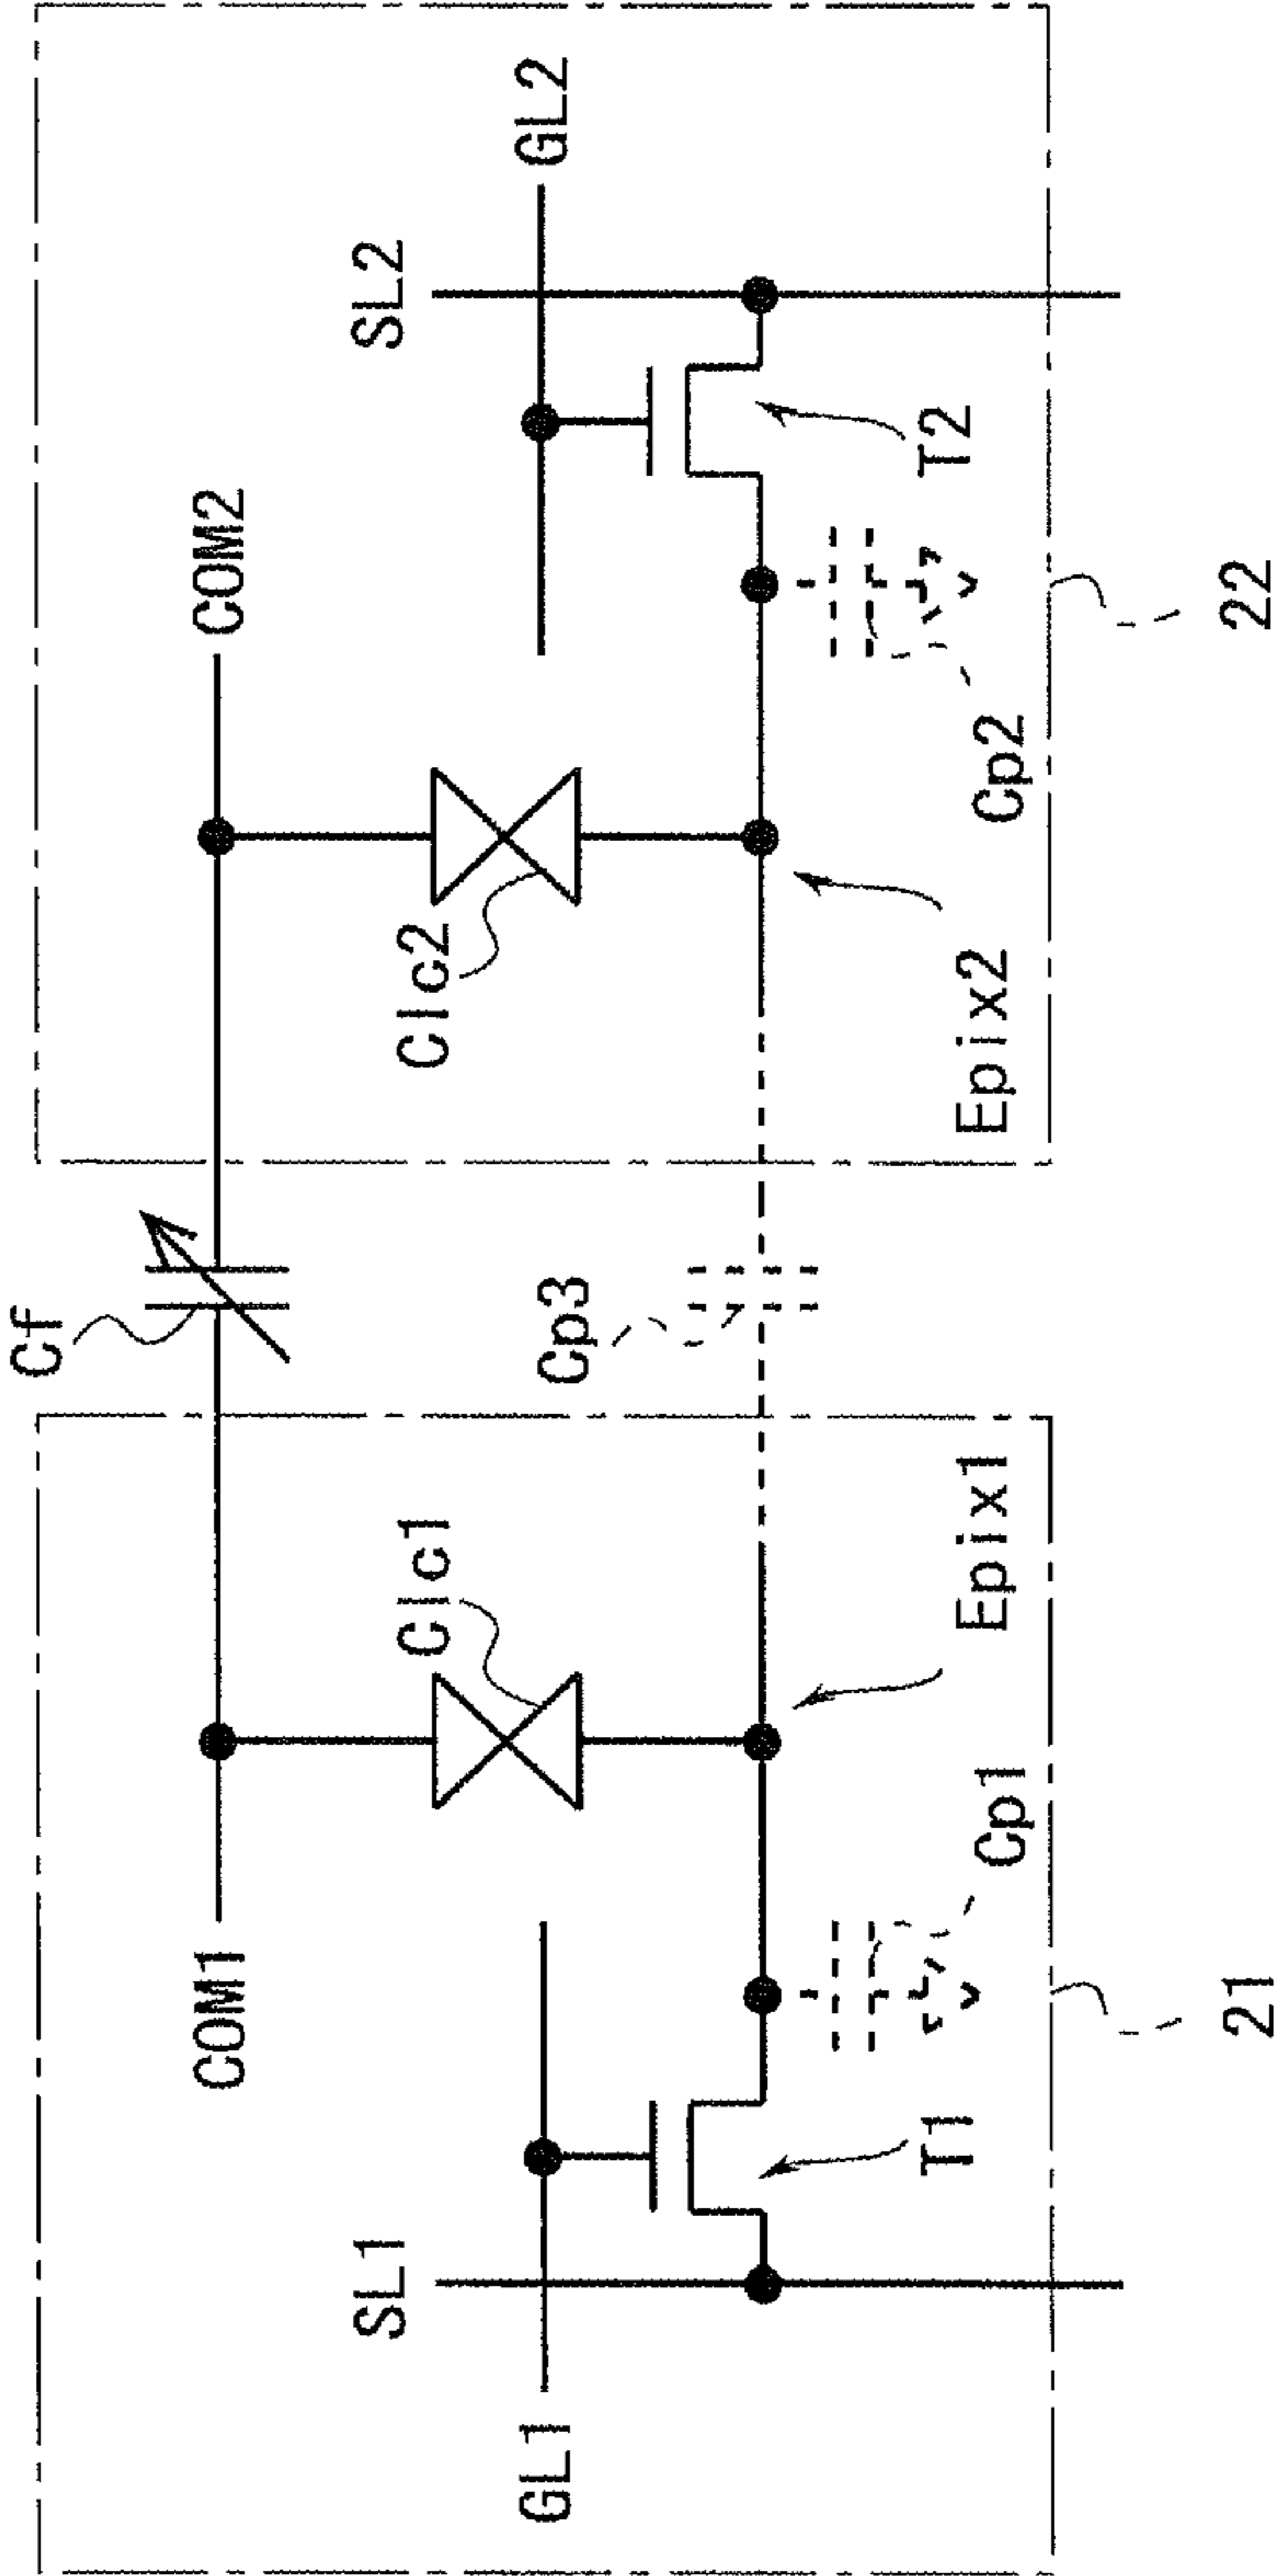 Cf
COM1
COM2
SL1
Clc1
Clc2
SL2
GL1
Cp3
GL2
T1
Cp1
Epix1
Epix2
Cp2
T2
21
22